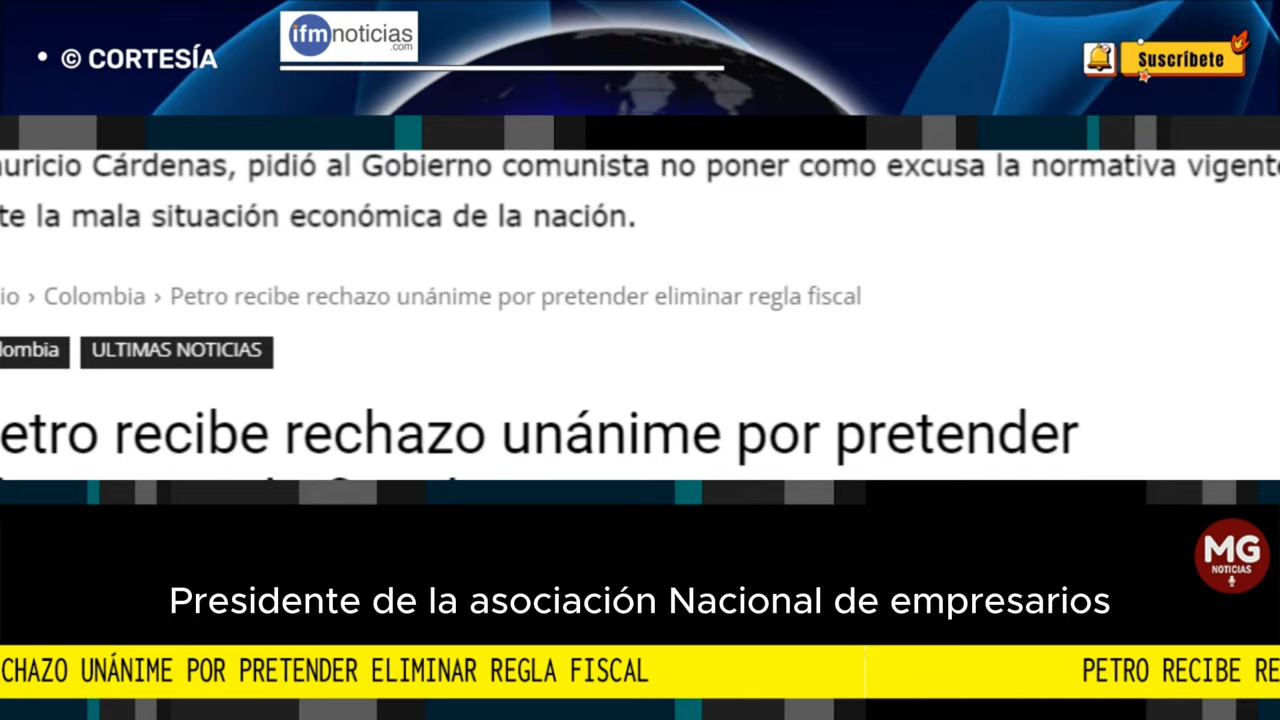 • © CORTESÍA
ifmnoticias
.com
Suscríbete
uricio Cárdenas, pidió al Gobierno comunista no poner como excusa la normativa vigente
te la mala situación económica de la nación.
io › Colombia › Petro recibe rechazo unánime por pretender eliminar regla fiscal
lombia ULTIMAS NOTICIAS
etro recibe rechazo unánime por pretender
MG
NOTICIAS
Presidente de la asociación Nacional de empresarios
CHAZO UNÁNIME POR PRETENDER ELIMINAR REGLA FISCAL PETRO RECIBE RE